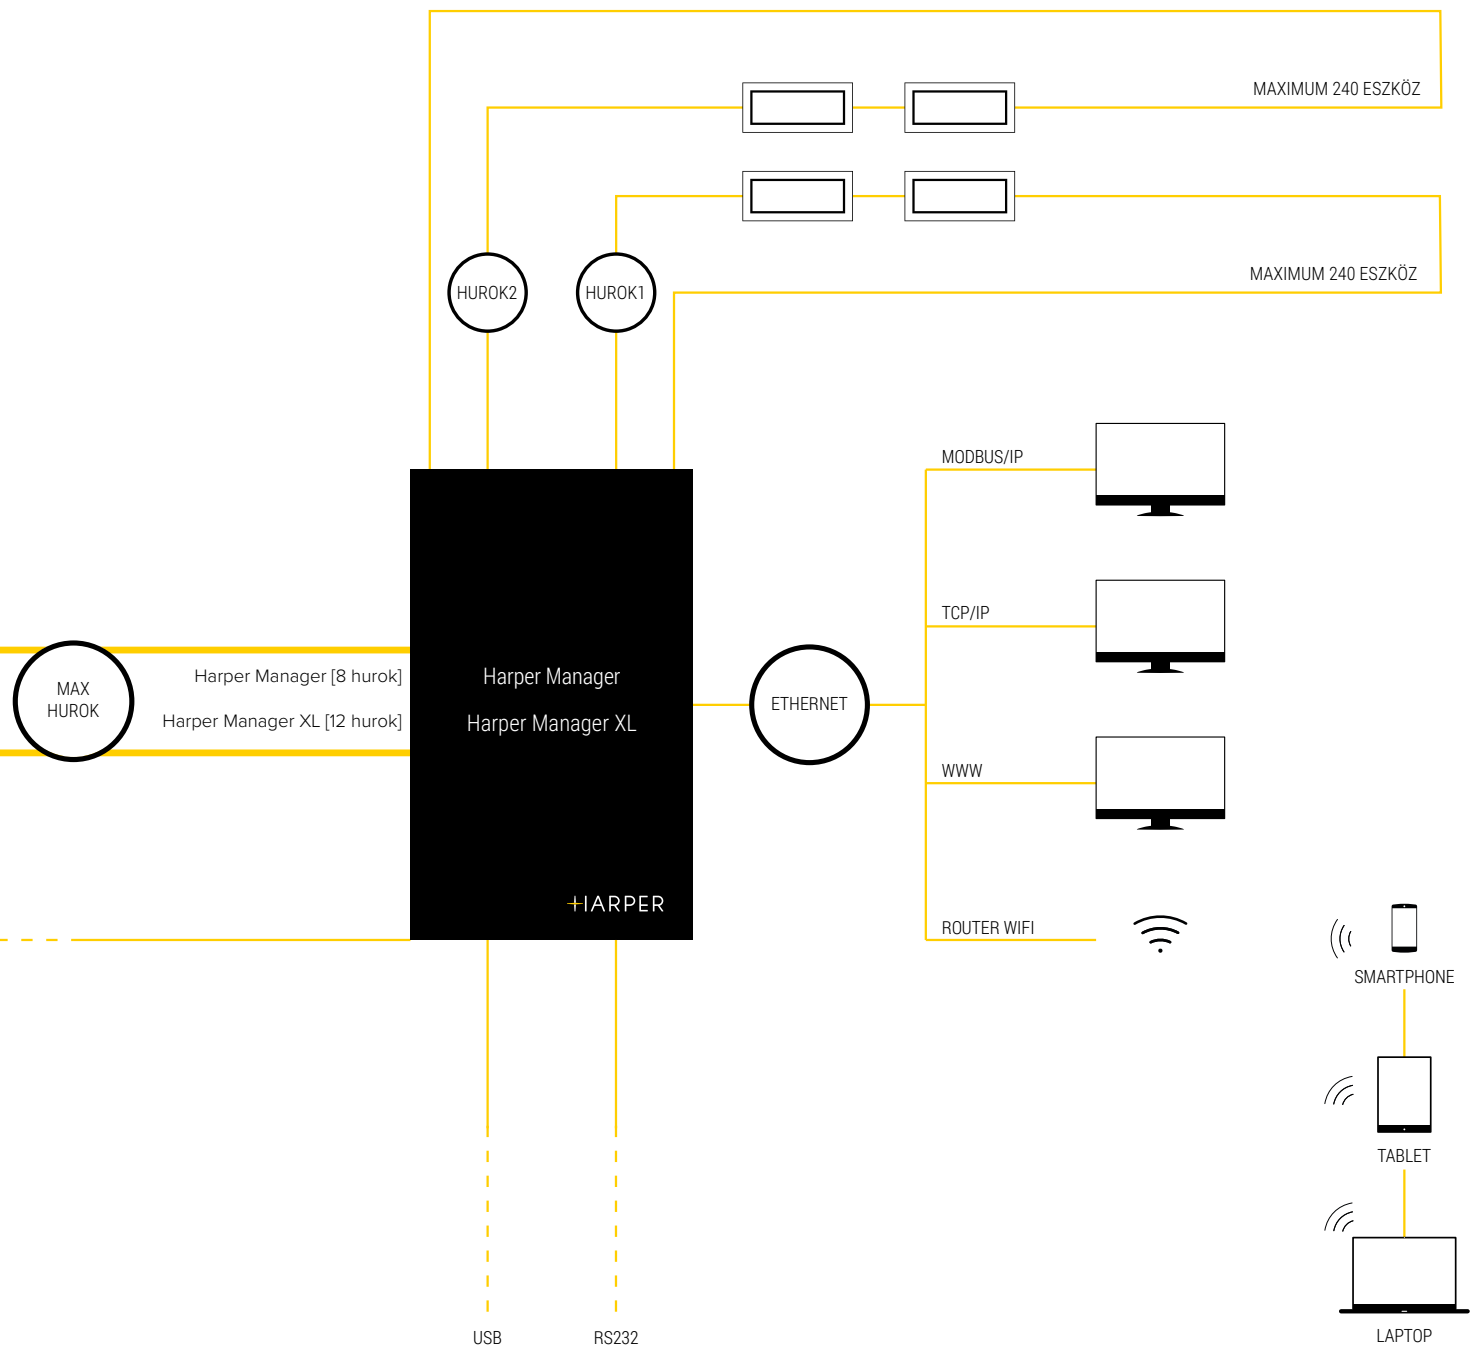 MAXIMUM 240 ESZKÖZ
MAXIMUM 240 ESZKÖZ
HUROK2
HUROK1
MODBUS/IP
TCP/IP
MAX
HUROK
Harper Manager [8 hurok]
Harper Manager XL [12 hurok]
Harper Manager
Harper Manager XL
ETHERNET
WWW
HARPER
ROUTER WIFI
SMARTPHONE
TABLET
LAPTOP
USB
RS232